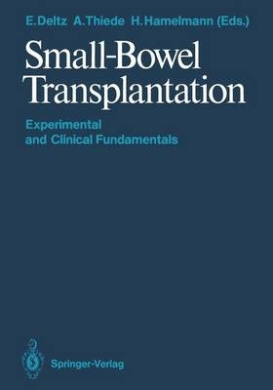 E. Deltz A. Thiede H. Hamelmann (Eds.)
Small-Bowel
Transplantation
Experimental
and Clinical Fundamentals
Springer-Verlag